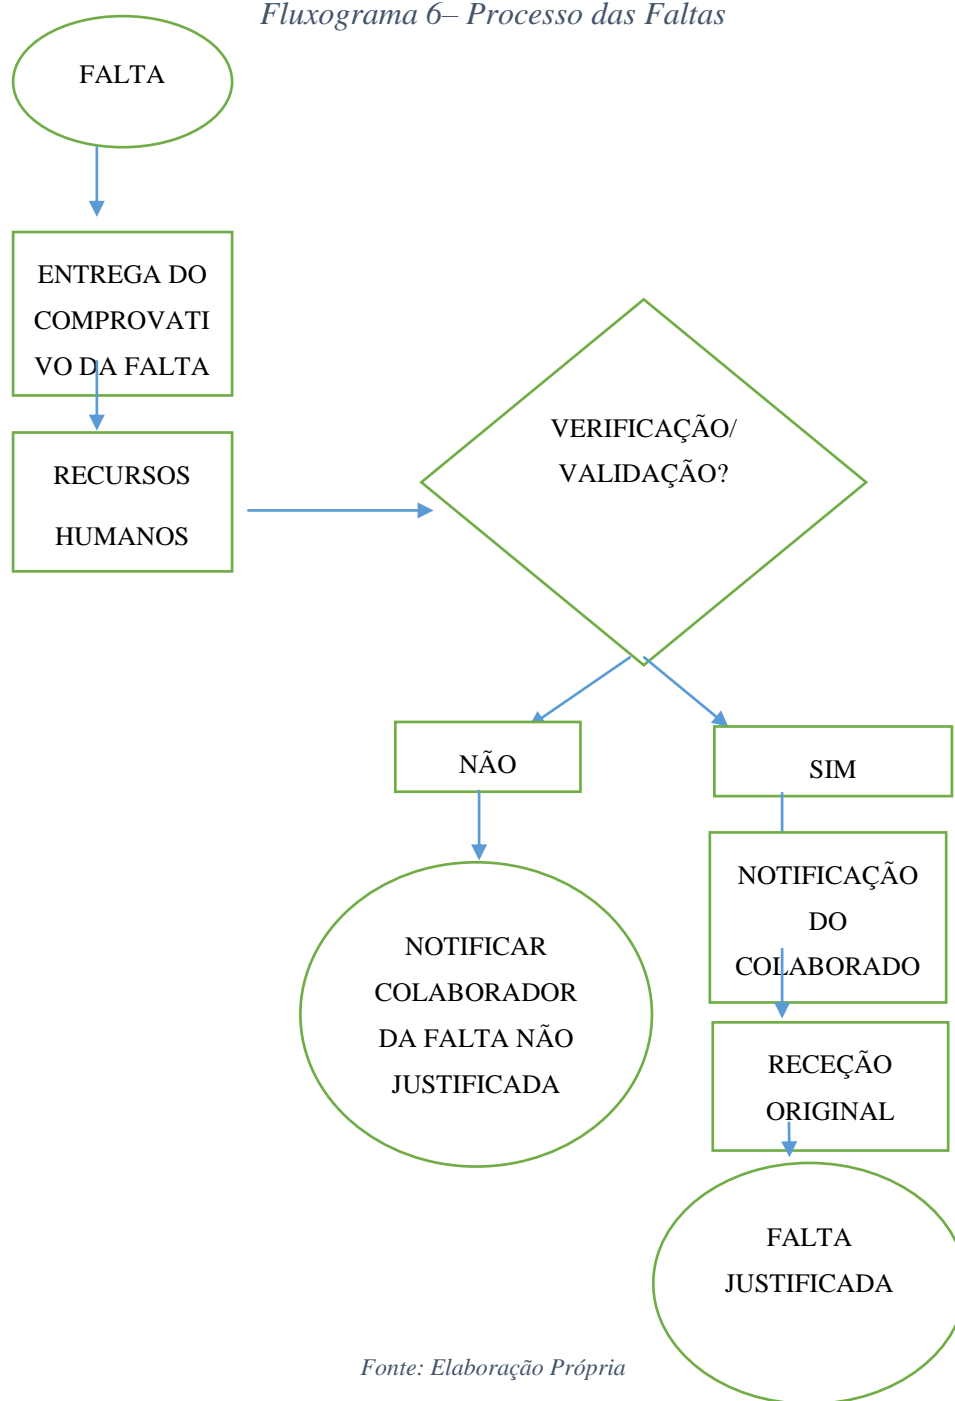 Fluxograma 6– Processo das Faltas
FALTA
ENTREGA DO
COMPROVATI
VO DA FALTA
RECURSOS
HUMANOS
VERIFICAÇÃO/
VALIDAÇÃO?
NÃO
SIM
NOTIFICAR
COLABORADOR
DA FALTA NÃO
JUSTIFICADA
NOTIFICAÇÃO
DO
COLABORADO
RECEÇÃO
ORIGINAL
FALTA
JUSTIFICADA
Fonte: Elaboração Própria